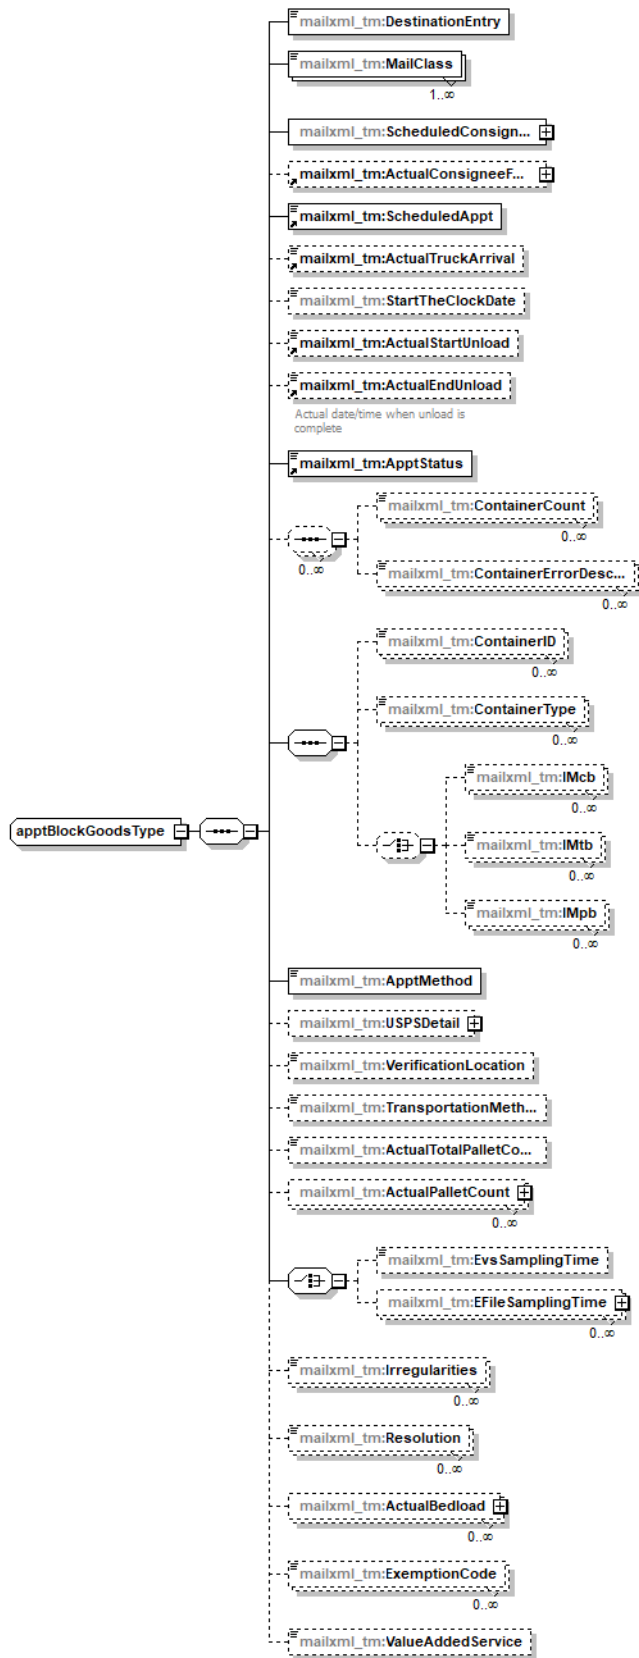 mailxml_tm:DestinationEntry
mailxml_tm:MailClass
1..∞
mailxml_tm:ScheduledConsign...
mailxml_tm:ActualConsigneeF...
mailxml_tm:ScheduledAppt
mailxml_tm:ActualTruckArrival
mailxml_tm:StartTheClockDate
mailxml_tm:ActualStartUnload
mailxml_tm:ActualEndUnload
Actual date/time when unload is
complete
mailxml_tm:ApptStatus
mailxml_tm:ContainerCount
0..∞
0..∞
mailxml_tm:ContainerErrorDesc...
0..∞
mailxml_tm:ContainerID
0..∞
mailxml_tm:ContainerType
0..∞
mailxml_tm:IMcb
0..∞
apptBlockGoodsType
mailxml_tm:IMtb
0..∞
mailxml_tm:IMpb
0..∞
mailxml_tm:ApptMethod
mailxml_tm:USPSDetail
mailxml_tm:VerificationLocation
mailxml_tm:TransportationMeth...
mailxml_tm:ActualTotalPalletCo...
mailxml_tm:ActualPalletCount
0..∞
mailxml_tm:EvsSamplingTime
mailxml_tm:EFileSamplingTime
0..∞
mailxml_tm:Irregularities
0..∞
mailxml_tm:Resolution
0..∞
mailxml_tm:ActualBedload
0..∞
mailxml_tm:ExemptionCode
0..∞
mailxml_tm:ValueAddedService